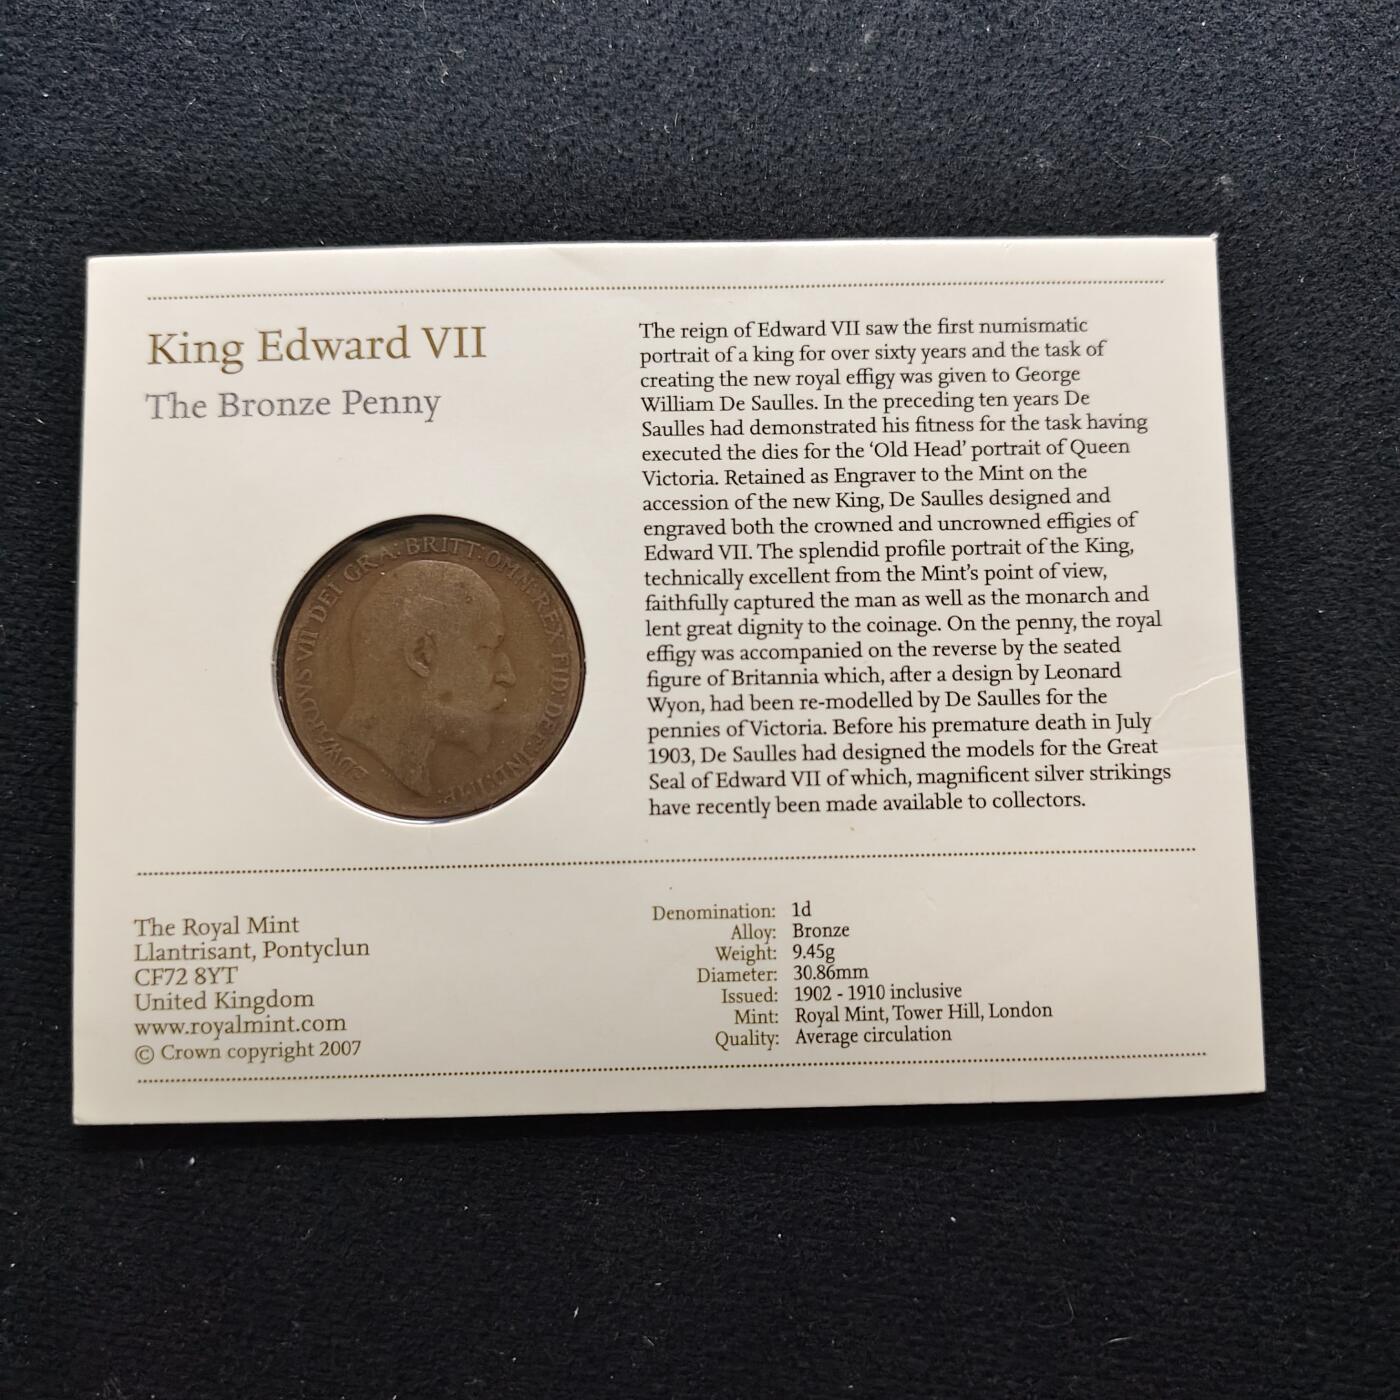 King Edward VII
The Bronze Penny
EDWARDVS VII DEI GRA: BRITT: OMN: REX FID: DEF: IND: IMP:
The reign of Edward VII saw the first numismatic
portrait of a king for over sixty years and the task of
creating the new royal effigy was given to George
William De Saulles. In the preceding ten years De
Saulles had demonstrated his fitness for the task having
executed the dies for the ‘Old Head’ portrait of Queen
Victoria. Retained as Engraver to the Mint on the
accession of the new King, De Saulles designed and
engraved both the crowned and uncrowned effigies of
Edward VII. The splendid profile portrait of the King,
technically excellent from the Mint’s point of view,
faithfully captured the man as well as the monarch and
lent great dignity to the coinage. On the penny, the royal
effigy was accompanied on the reverse by the seated
figure of Britannia which, after a design by Leonard
Wyon, had been re-modelled by De Saulles for the
pennies of Victoria. Before his premature death in July
1903, De Saulles had designed the models for the Great
Seal of Edward VII of which, magnificent silver strikings
have recently been made available to collectors.
The Royal Mint
Llantrisant, Pontyclun
CF72 8YT
United Kingdom
www.royalmint.com
© Crown copyright 2007
Denomination: 1d
Alloy: Bronze
Weight: 9.45g
Diameter: 30.86mm
Issued: 1902 - 1910 inclusive
Mint: Royal Mint, Tower Hill, London
Quality: Average circulation